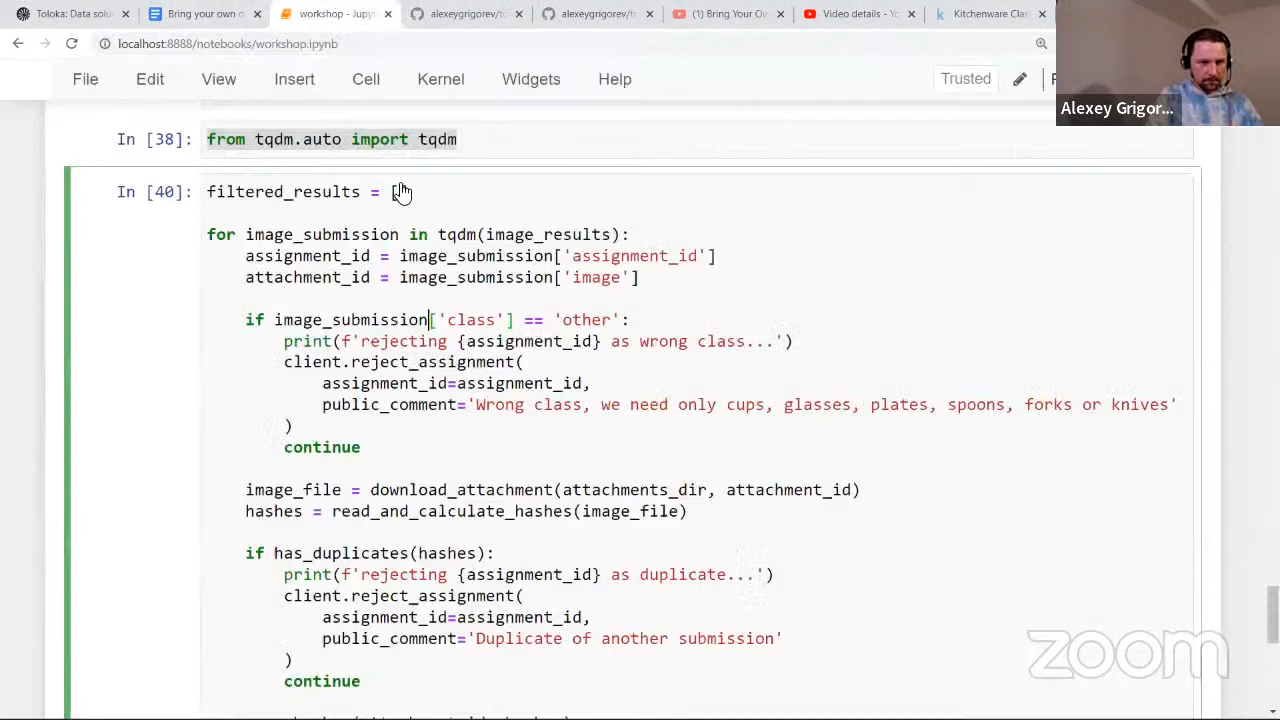 Toloka: Data solut
Bring your own d
workshop - Jupyt
alexeygrigorev/to
alexeygrigorev/to
(1) Bring Your Ov
Video details - Yo
Kitchenware Clas
localhost:8888/notebooks/workshop.ipynb
File Edit View Insert Cell Kernel Widgets Help
Trusted
Alexey Grigor...
In [38]: from tqdm.auto import tqdm
In [40]: filtered_results = [
for image_submission in tqdm(image_results):
assignment_id = image_submission['assignment_id']
attachment_id = image_submission['image']
if image_submission['class'] == 'other':
print(f'rejecting {assignment_id} as wrong class...')
client.reject_assignment(
assignment_id=assignment_id,
public_comment='Wrong class, we need only cups, glasses, plates, spoons, forks or knives'
)
continue
image_file = download_attachment(attachments_dir, attachment_id)
hashes = read_and_calculate_hashes(image_file)
if has_duplicates(hashes):
print(f'rejecting {assignment_id} as duplicate...')
client.reject_assignment(
assignment_id=assignment_id,
public_comment='Duplicate of another submission'
)
continue
zoom